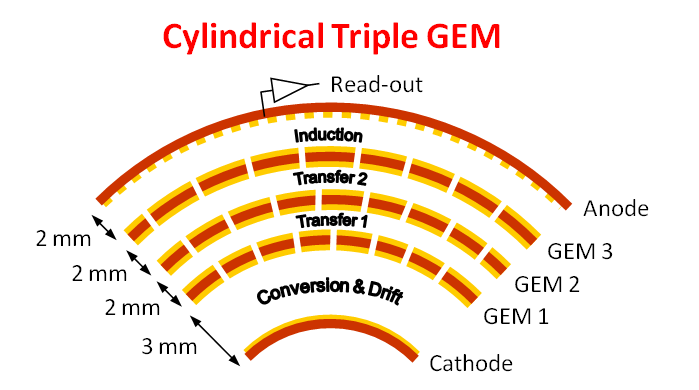 Cylindrical Triple GEM
Read-out
Induction
Transfer 2
Transfer 1
Conversion & Drift
Anode
GEM 3
GEM 2
GEM 1
Cathode
2 mm
2 mm
2 mm
3 mm